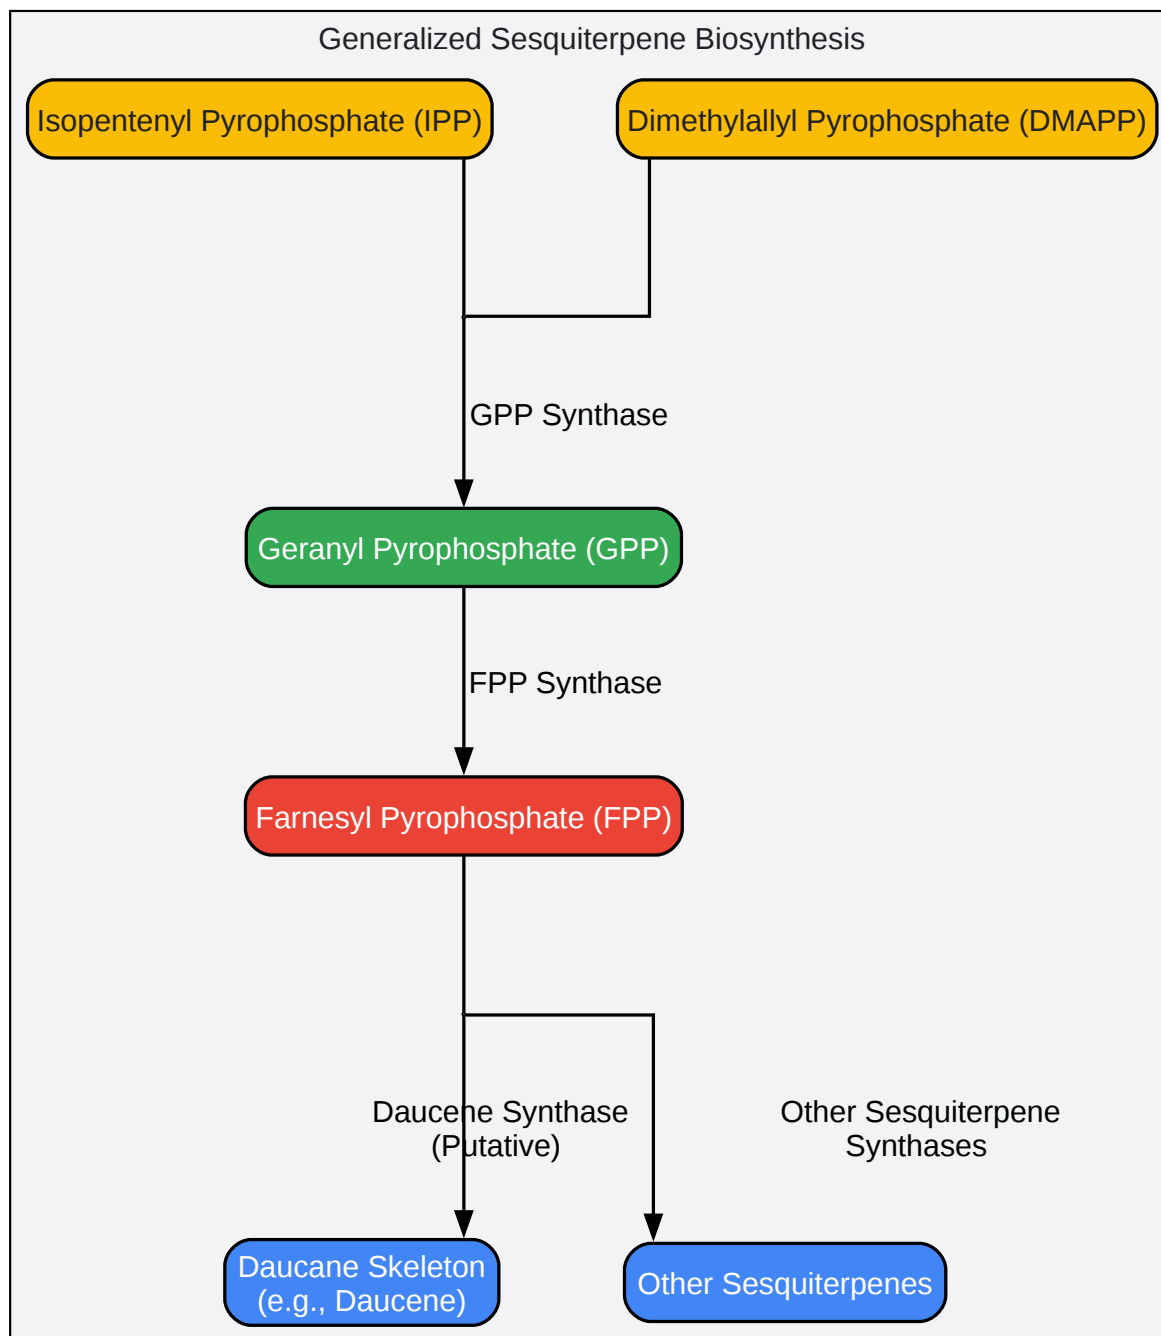 Generalized Sesquiterpene Biosynthesis
Isopentenyl Pyrophosphate (IPP)
Dimethylallyl Pyrophosphate (DMAPP)
GPP Synthase
Geranyl Pyrophosphate (GPP)
FPP Synthase
Farnesyl Pyrophosphate (FPP)
Daucene Synthase
(Putative)
Other Sesquiterpene
Synthases
Daucane Skeleton
(e.g., Daucene)
Other Sesquiterpenes